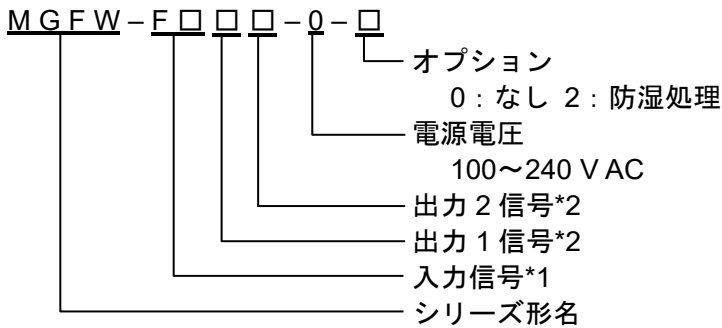 MGFW–F□□□–0–□
オプション
0：なし 2：防湿処理
電源電圧
100～240 V AC
出力 2 信号*2
出力 1 信号*2
入力信号*1
シリーズ形名